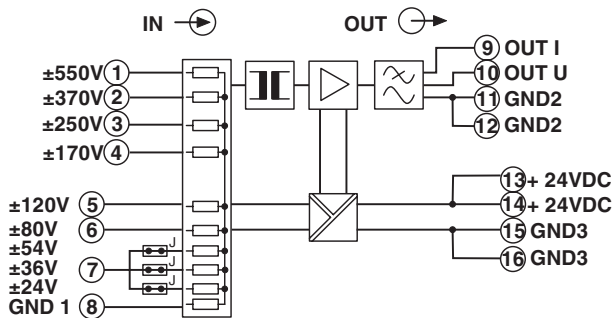 IN
OUT
±550V 1
±370V 2
±250V 3
±170V 4
±120V 5
±80V 6
±54V J
±36V 7 J
±24V J
GND 1 8
9 OUT I
10 OUT U
11 GND2
12 GND2
13 + 24VDC
14 + 24VDC
15 GND3
16 GND3